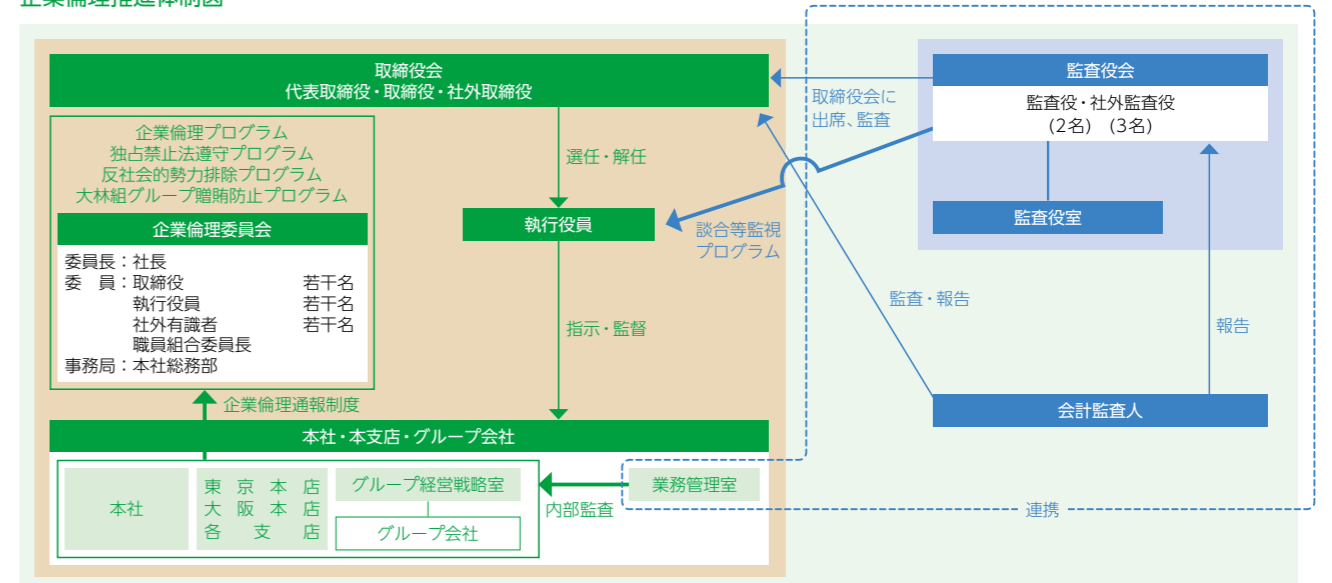 企業倫理推進体制図
取締役会
代表取締役・取締役・社外取締役
企業倫理プログラム
独占禁止法遵守プログラム
反社会的勢力排除プログラム
大林組グループ贈賄防止プログラム
企業倫理委員会
委員長：社長
委　員：取締役　若干名
執行役員　若干名
社外有識者　若干名
職員組合委員長
事務局：本社総務部
企業倫理通報制度
選任・解任
執行役員
指示・監督
本社・本支店・グループ会社
本社
東京本店
大阪本店
各支店
グループ経営戦略室
グループ会社
内部監査
業務管理室
取締役会に
出席、監査
談合等監視
プログラム
監査役会
監査役・社外監査役
(2名) (3名)
監査役室
監査・報告
報告
会計監査人
連携